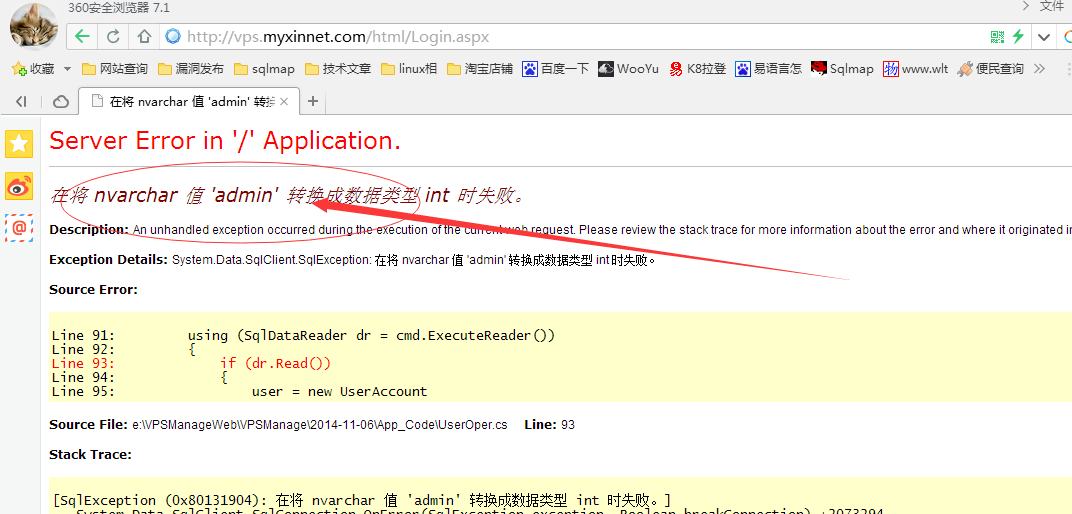 360安全浏览器 7.1
文件
http://vps.myxinnet.com/html/Login.aspx
收藏 网站查询 漏洞发布 sqlmap 技术文章 linux相 淘宝店铺 百度一下 WooYu K8拉登 易语言怎 Sqlmap www.wlt 便民查询
在将 nvarchar 值 'admin' 转换
Server Error in '/' Application.
在将 nvarchar 值 'admin' 转换成数据类型 int 时失败。
Description: An unhandled exception occurred during the execution of the current web request. Please review the stack trace for more information about the error and where it originated in
Exception Details: System.Data.SqlClient.SqlException: 在将 nvarchar 值 'admin' 转换成数据类型 int 时失败。
Source Error:
Line 91: using (SqlDataReader dr = cmd.ExecuteReader())
Line 92: {
Line 93: if (dr.Read())
Line 94: {
Line 95: user = new UserAccount
Source File: e:\VPSManageWeb\VPSManage\2014-11-06\App_Code\UserOper.cs Line: 93
Stack Trace:
[SqlException (0x80131904): 在将 nvarchar 值 'admin' 转换成数据类型 int 时失败。]
System.Data.SqlClient.SqlConnection.OnError(SqlException exception, Boolean breakConnection) +2073294